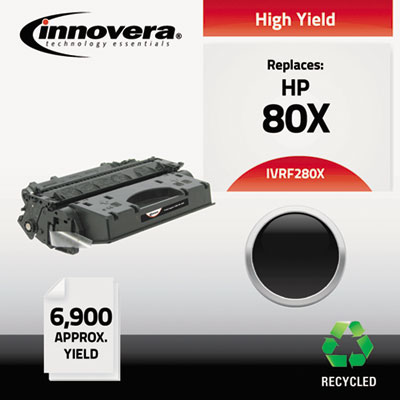 innovera®
technology essentials
High Yield
Replaces:
HP
80X
IVRF280X
6,900
APPROX.
YIELD
RECYCLED